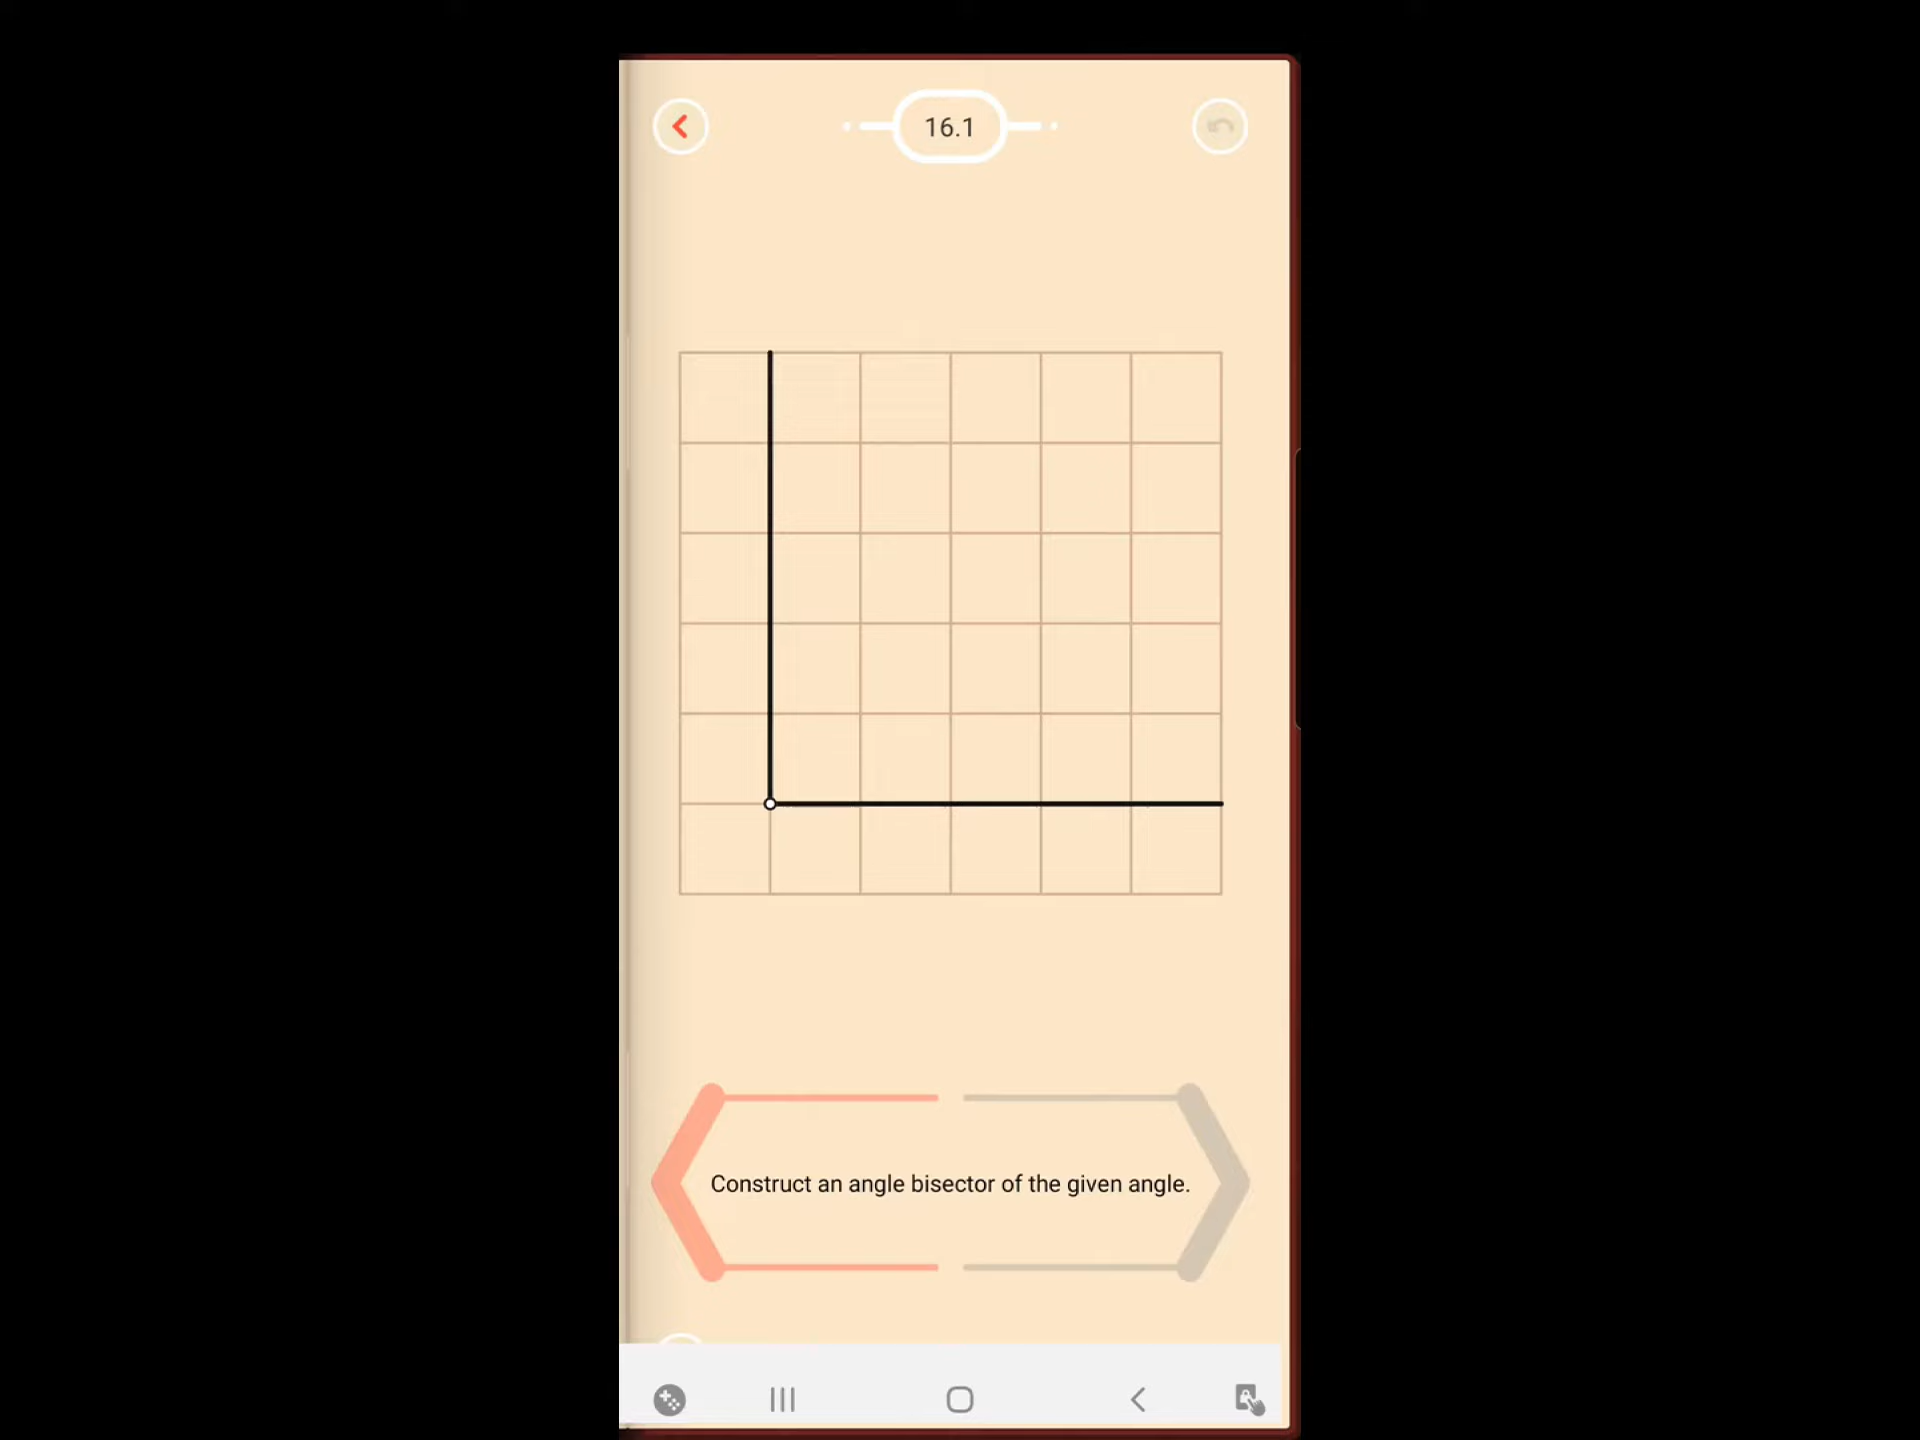 16.1
Construct an angle bisector of the given angle.